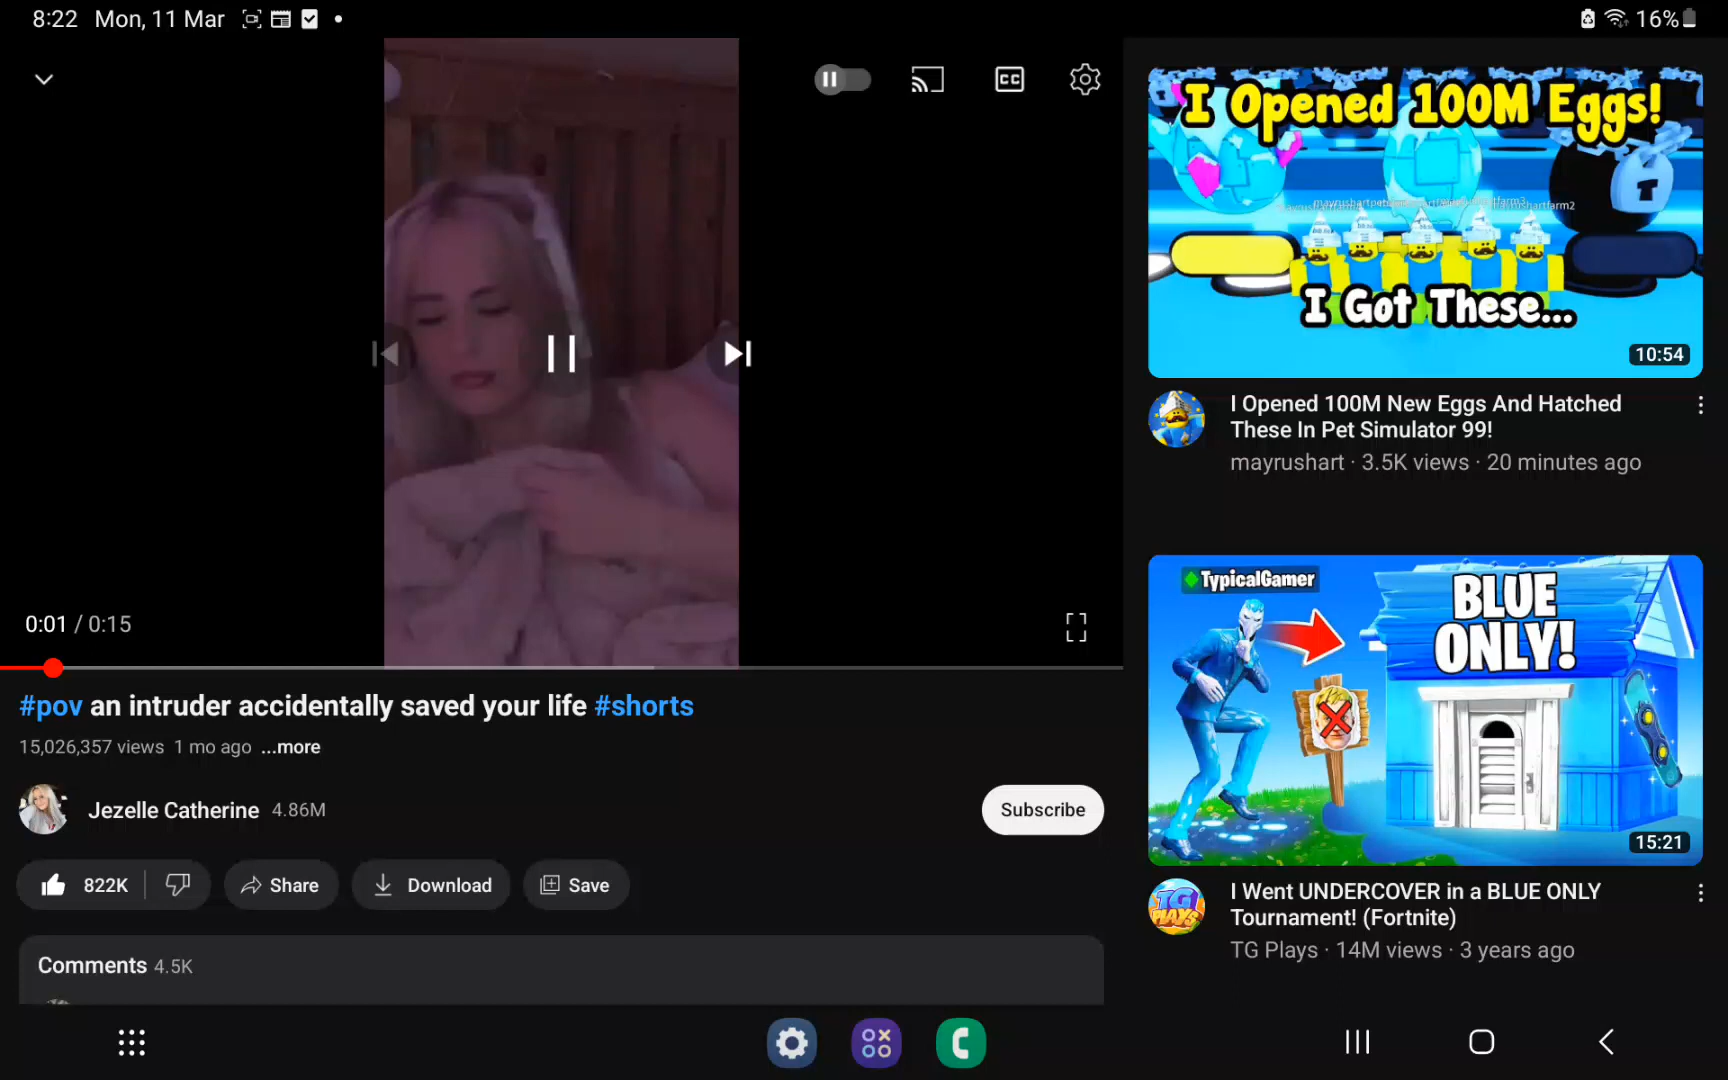 8:22 Mon, 11 Mar
16%
CC
0:01 / 0:15
#pov an intruder accidentally saved your life #shorts
15,026,357 views 1 mo ago ...more
Jezelle Catherine 4.86M
Subscribe
822K
Share
Download
Save
Comments 4.5K
I Opened 100M Eggs!
I Got These...
10:54
I Opened 100M New Eggs And Hatched
These In Pet Simulator 99!
mayrushart · 3.5K views · 20 minutes ago
TypicalGamer
BLUE
ONLY!
15:21
TGI
PLAYS
I Went UNDERCOVER in a BLUE ONLY
Tournament! (Fortnite)
TG Plays · 14M views · 3 years ago